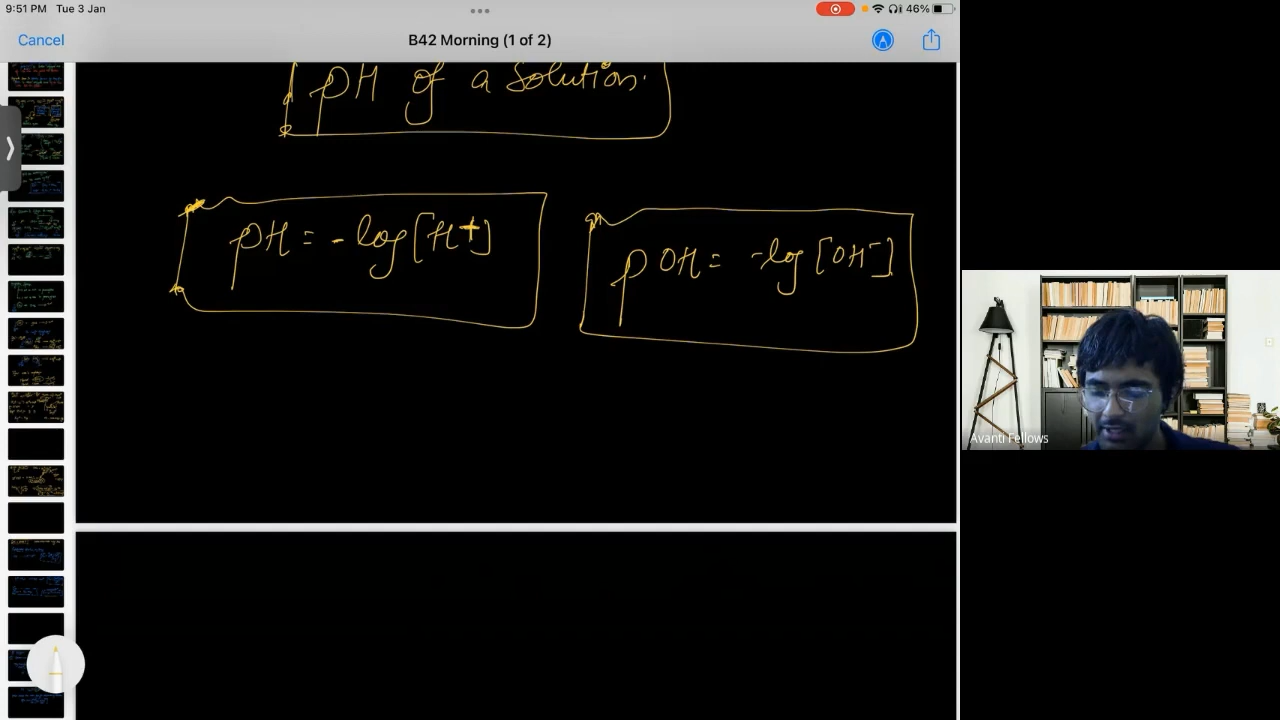 9:51 PM Tue 3 Jan
46%
Cancel
B42 Morning (1 of 2)
pH of a Solution.
pH = -log[H+]
pOH = -log[OH-]
Avanti Fellows